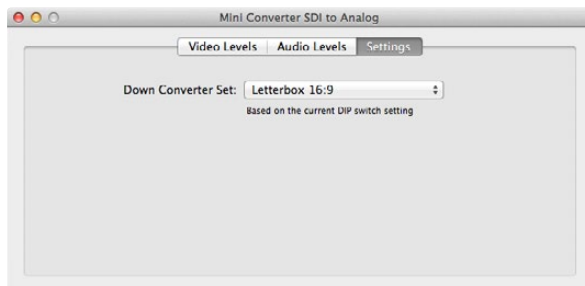 Mini Converter SDI to Analog
Video Levels Audio Levels Settings
Down Converter Set: Letterbox 16:9
Based on the current DIP switch setting